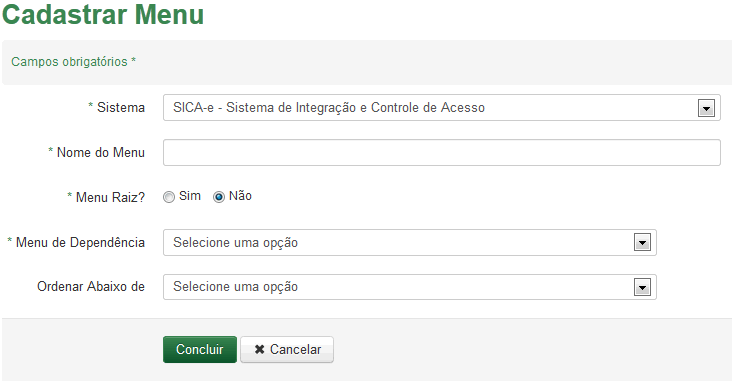 Cadastrar Menu
Campos obrigatórios *
* Sistema SICA-e - Sistema de Integração e Controle de Acesso
* Nome do Menu
* Menu Raiz? Sim Não
* Menu de Dependência Selecione uma opção
Ordenar Abaixo de Selecione uma opção
Concluir ✖ Cancelar